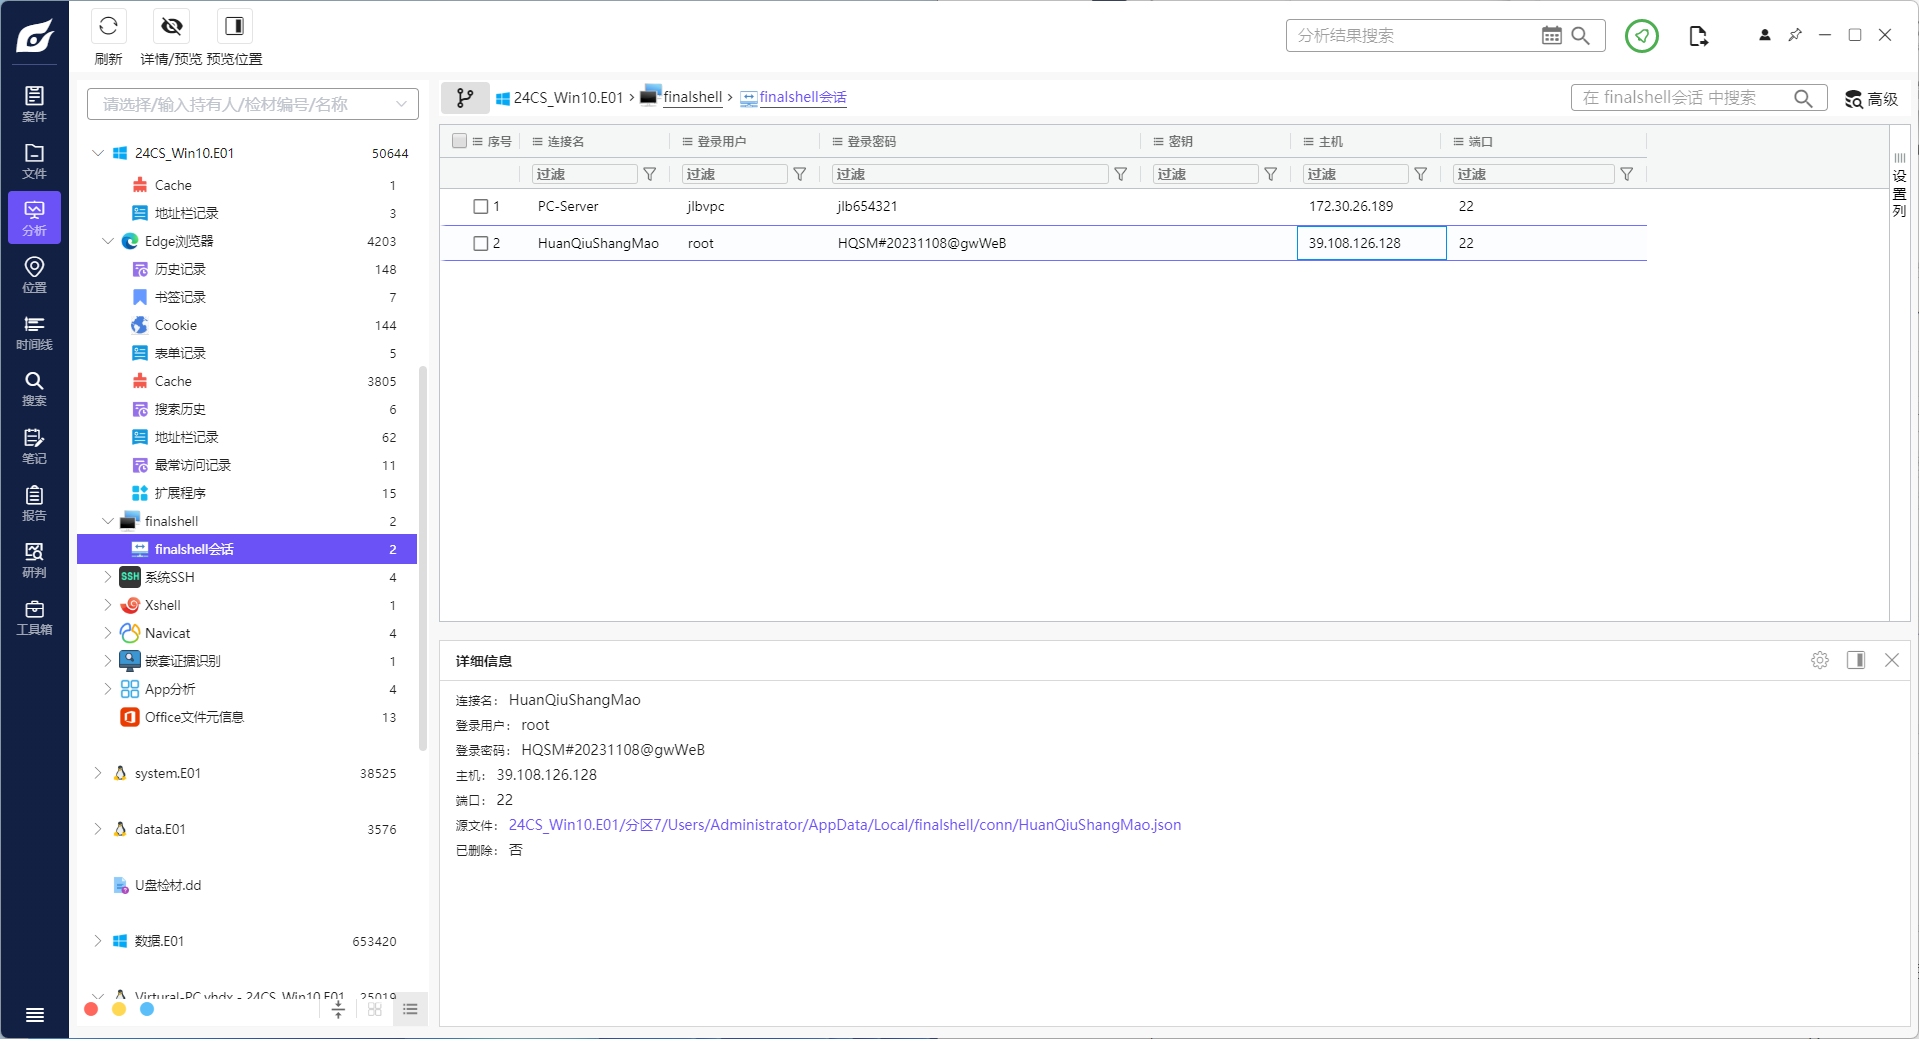 刷新
详情/预览
预览位置
分析结果搜索
案件
文件
分析
位置
时间线
搜索
笔记
报告
研判
工具箱
请选择/输入持有人/检材编号/名称
24CS_Win10.E01 50644
Cache 1
地址栏记录 3
Edge浏览器 4203
历史记录 148
书签记录 7
Cookie 144
表单记录 5
Cache 3805
搜索历史 6
地址栏记录 62
最常访问记录 11
扩展程序 15
finalshell 2
finalshell会话 2
SSH 系统SSH 4
Xshell 1
Navicat 4
嵌套证据识别 1
App分析 4
Office文件元信息 13
system.E01 38525
data.E01 3576
U盘检材.dd
数据.E01 653420
Virtural-PC.vhdx - 24CS_Win10.E01 25019
24CS_Win10.E01 › finalshell › finalshell会话
在 finalshell会话 中搜索
高级
序号 连接名 登录用户 登录密码 密钥 主机 端口
过滤 过滤 过滤 过滤 过滤 过滤
1 PC-Server jlbvpc jlb654321 172.30.26.189 22
2 HuanQiuShangMao root HQSM#20231108@gwWeB 39.108.126.128 22
设置列
详细信息
连接名： HuanQiuShangMao
登录用户： root
登录密码： HQSM#20231108@gwWeB
主机： 39.108.126.128
端口： 22
源文件： 24CS_Win10.E01/分区7/Users/Administrator/AppData/Local/finalshell/conn/HuanQiuShangMao.json
已删除： 否